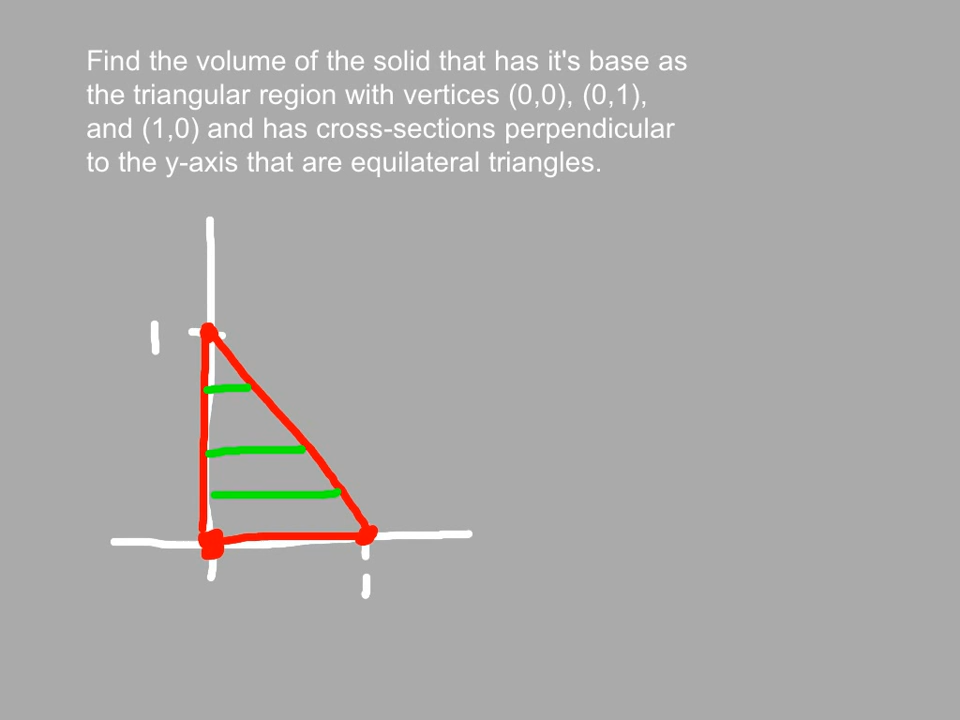 Find the volume of the solid that has it's base as
the triangular region with vertices (0,0), (0,1),
and (1,0) and has cross-sections perpendicular
to the y-axis that are equilateral triangles.
1
1